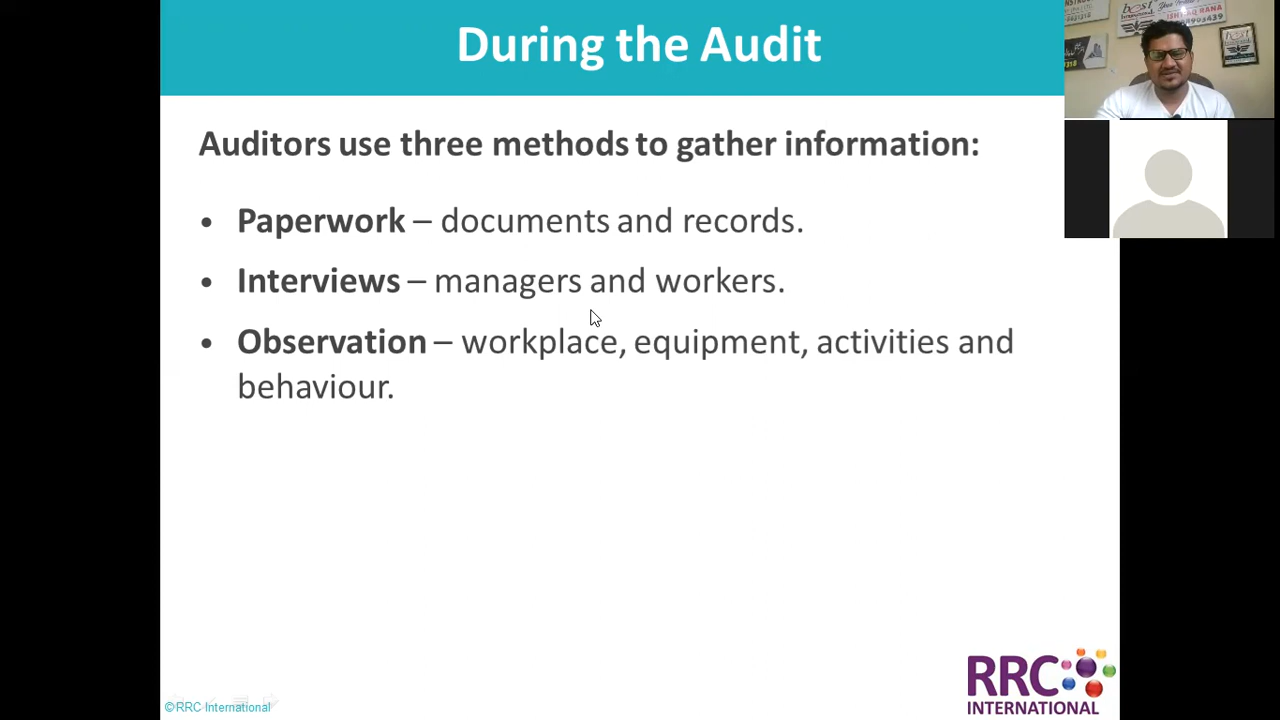 During the Audit
Auditors use three methods to gather information:
• Paperwork – documents and records.
• Interviews – managers and workers.
• Observation – workplace, equipment, activities and
behaviour.
©RRC International
RRC
INTERNATIONAL
best